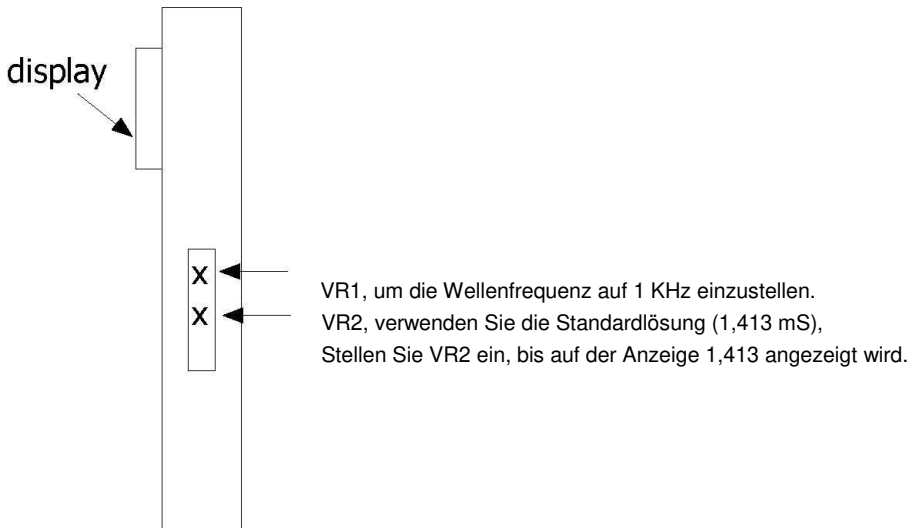 display
X
X
VR1, um die Wellenfrequenz auf 1 KHz einzustellen.
VR2, verwenden Sie die Standardlösung (1,413 mS),
Stellen Sie VR2 ein, bis auf der Anzeige 1,413 angezeigt wird.